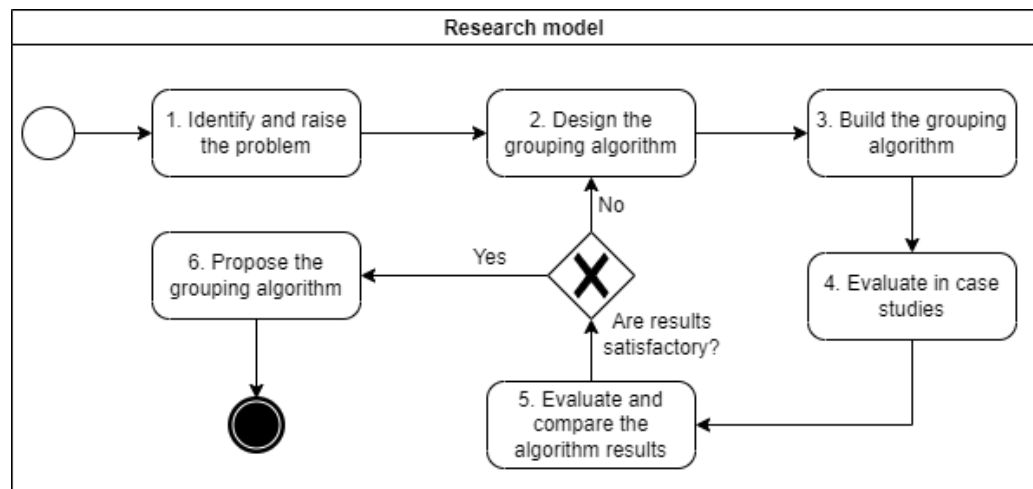 Research model
1. Identify and raise
the problem
2. Design the
grouping algorithm
3. Build the grouping
algorithm
No
6. Propose the
grouping algorithm
Yes
4. Evaluate in case
studies
Are results
satisfactory?
5. Evaluate and
compare the
algorithm results